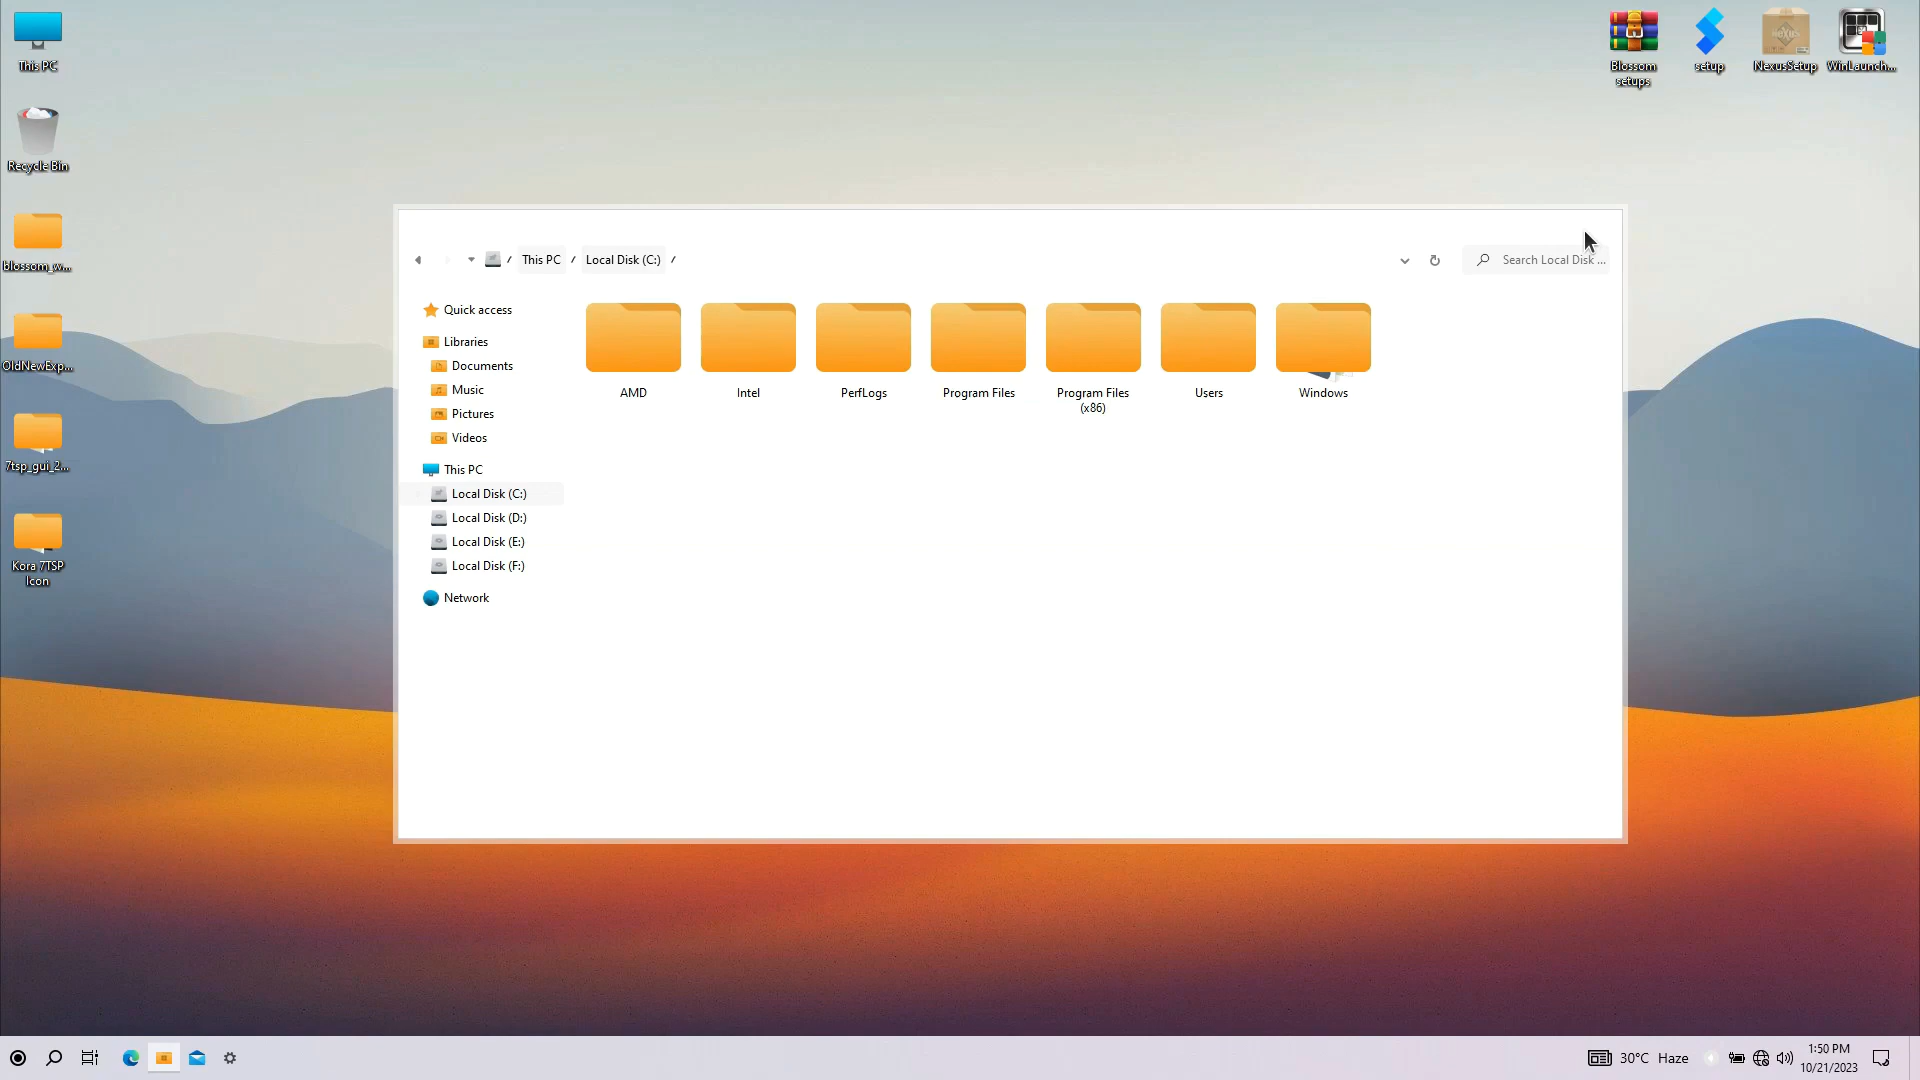 This PC
Recycle Bin
blossom_w...
OldNewExp...
7tsp_gui_2...
Kora 7TSP
Icon
Blossom
setups
setup
NexusSetup
WinLaunch...
/ This PC / Local Disk (C:) /
Search Local Disk ...
Quick access
Libraries
Documents
Music
Pictures
Videos
This PC
Local Disk (C:)
Local Disk (D:)
Local Disk (E:)
Local Disk (F:)
Network
AMD
Intel
PerfLogs
Program Files
Program Files
(x86)
Users
Windows
30°C Haze
1:50 PM
10/21/2023